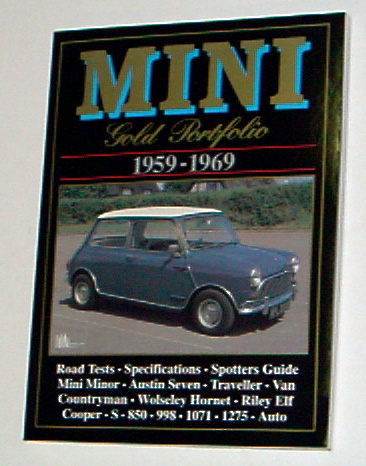 MINI
Gold Portfolio
1959-1969
Road Tests - Specifications - Spotters Guide
Mini Minor - Austin Seven - Traveller - Van
Countryman - Wolseley Hornet - Riley Elf
Cooper - S - 850 - 998 - 1071 - 1275 - Auto